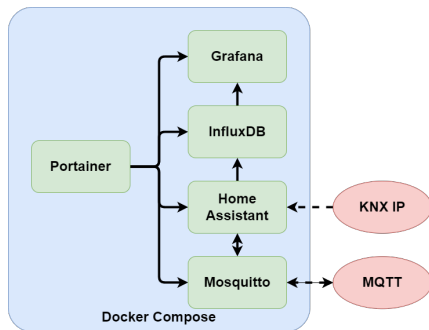 Grafana
InfluxDB
Portainer
Home
Assistant
KNX IP
Mosquitto
MQTT
Docker Compose